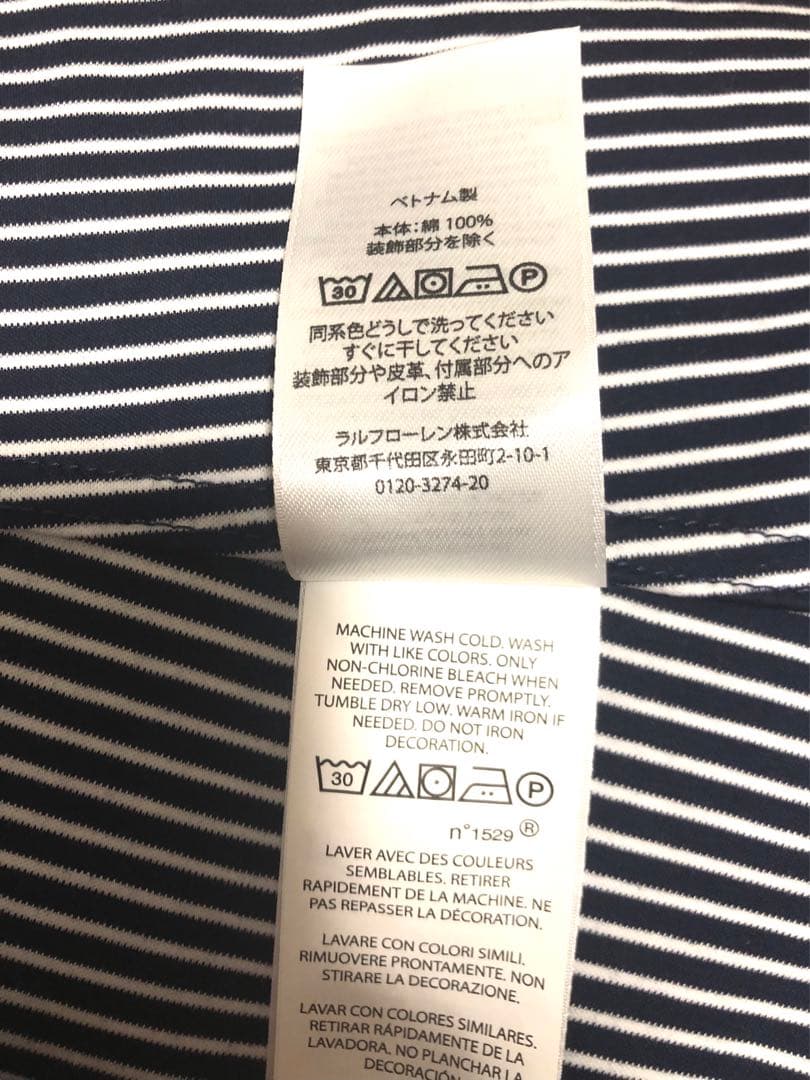 ベトナム製
本体:綿 100%
装飾部分を除く
30 P
同系色どうしで洗ってください
すぐに干してください
装飾部分や皮革、付属部分へのア
イロン禁止
ラルフローレン株式会社
東京都千代田区永田町2-10-1
0120-3274-20
MACHINE WASH COLD. WASH
WITH LIKE COLORS. ONLY
NON-CHLORINE BLEACH WHEN
NEEDED. REMOVE PROMPTLY.
TUMBLE DRY LOW. WARM IRON IF
NEEDED. DO NOT IRON
DECORATION.
30 P
n°1529 ®
LAVER AVEC DES COULEURS
SEMBLABLES. RETIRER
RAPIDEMENT DE LA MACHINE. NE
PAS REPASSER LA DÉCORATION.
LAVARE CON COLORI SIMILI.
RIMUOVERE PRONTAMENTE. NON
STIRARE LA DECORAZIONE.
LAVAR CON COLORES SIMILARES.
RETIRAR RÁPIDAMENTE DE LA
LAVADORA. NO PLANCHAR LA
DECORACIÓN